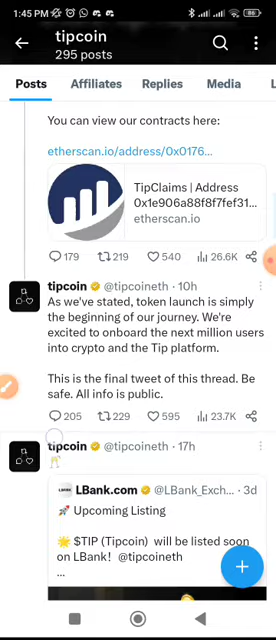 1:45 PM
tipcoin
295 posts
Posts Affiliates Replies Media
You can view our contracts here:
etherscan.io/address/0x0176...
TipClaims | Address
0x1e906a88f8f7fef31...
etherscan.io
179 219 540 26.6K
tipcoin @tipcoineth · 10h
As we've stated, token launch is simply
the beginning of our journey. We're
excited to onboard the next million users
into crypto and the Tip platform.
This is the final tweet of this thread. Be
safe. All info is public.
205 229 595 23.7K
tipcoin @tipcoineth · 17h
LBank.com @LBank_Exch... · 3d
🚀 Upcoming Listing
🌟 $TIP (Tipcoin) will be listed soon
on LBank! @tipcoineth
...